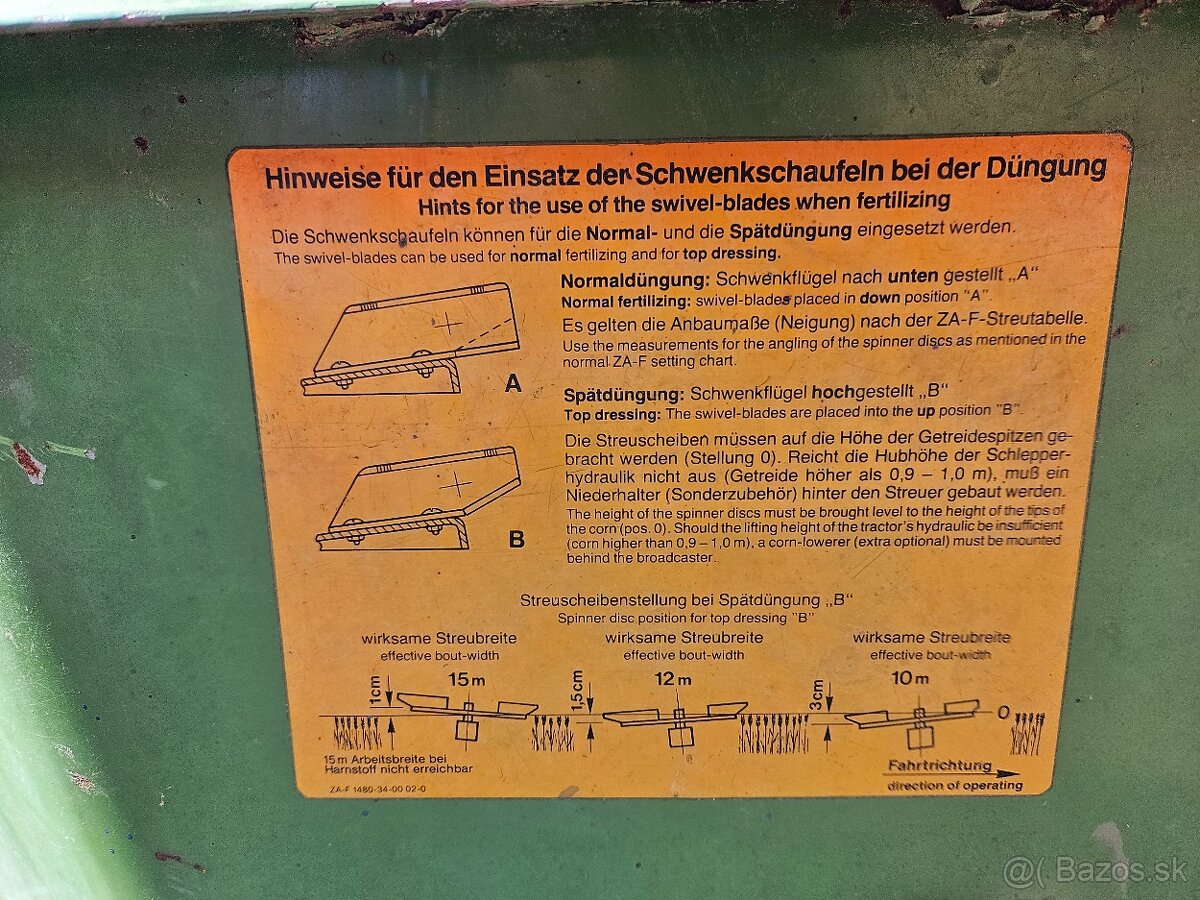 Hinweise für den Einsatz der Schwenkschaufeln bei der Düngung
Hints for the use of the swivel-blades when fertilizing
Die Schwenkschaufeln können für die Normal- und die Spätdüngung eingesetzt werden.
The swivel-blades can be used for normal fertilizing and for top dressing.
Normaldüngung: Schwenkflügel nach unten gestellt „A“
Normal fertilizing: swivel-blades placed in down position "A".
Es gelten die Anbaumaße (Neigung) nach der ZA-F-Streutabelle.
Use the measurements for the angling of the spinner discs as mentioned in the
normal ZA-F setting chart.
A
Spätdüngung: Schwenkflügel hochgestellt „B“
Top dressing: The swivel-blades are placed into the up position "B".
Die Streuscheiben müssen auf die Höhe der Getreidespitzen ge-
bracht werden (Stellung 0). Reicht die Hubhöhe der Schlepper-
hydraulik nicht aus (Getreide höher als 0,9 – 1,0 m), muß ein
Niederhalter (Sonderzubehör) hinter den Streuer gebaut werden.
The height of the spinner discs must be brought level to the height of the tips of
the corn (pos. 0). Should the lifting height of the tractor's hydraulic be insufficient
(corn higher than 0,9 – 1,0 m), a corn-lowerer (extra optional) must be mounted
behind the broadcaster.
B
Streuscheibenstellung bei Spätdüngung „B“
Spinner disc position for top dressing "B"
wirksame Streubreite wirksame Streubreite wirksame Streubreite
effective bout-width effective bout-width effective bout-width
1cm 15 m 1,5cm 12 m 3cm 10 m
0
15 m Arbeitsbreite bei
Harnstoff nicht erreichbar
Fahrtrichtung
direction of operating
ZA-F 1480-34-00 02-0
@( Bazos.sk